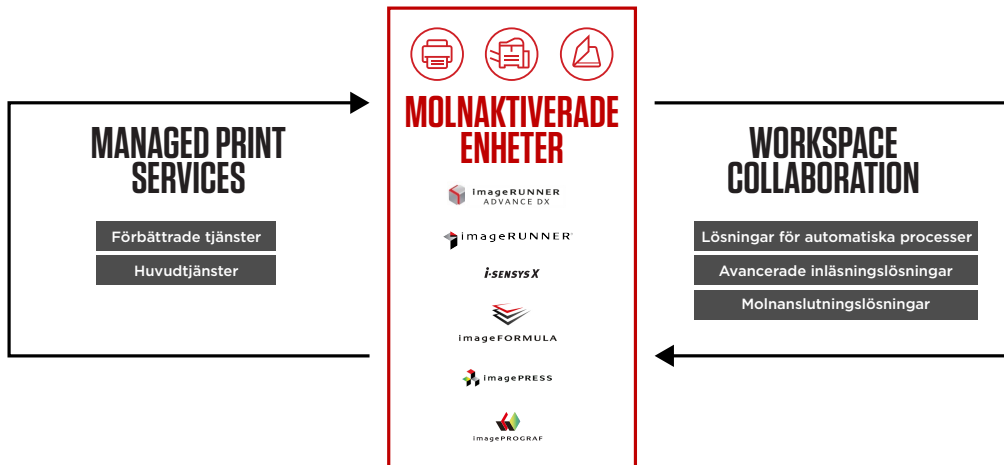 MANAGED PRINT
SERVICES
Förbättrade tjänster
Huvudtjänster
MOLNAKTIVERADE
ENHETER
imageRUNNER
ADVANCE DX
imageRUNNER
i-SENSYS X
imageFORMULA
imagePRESS
imagePROGRAF
WORKSPACE
COLLABORATION
Lösningar för automatiska processer
Avancerade inläsningslösningar
Molnanslutningslösningar